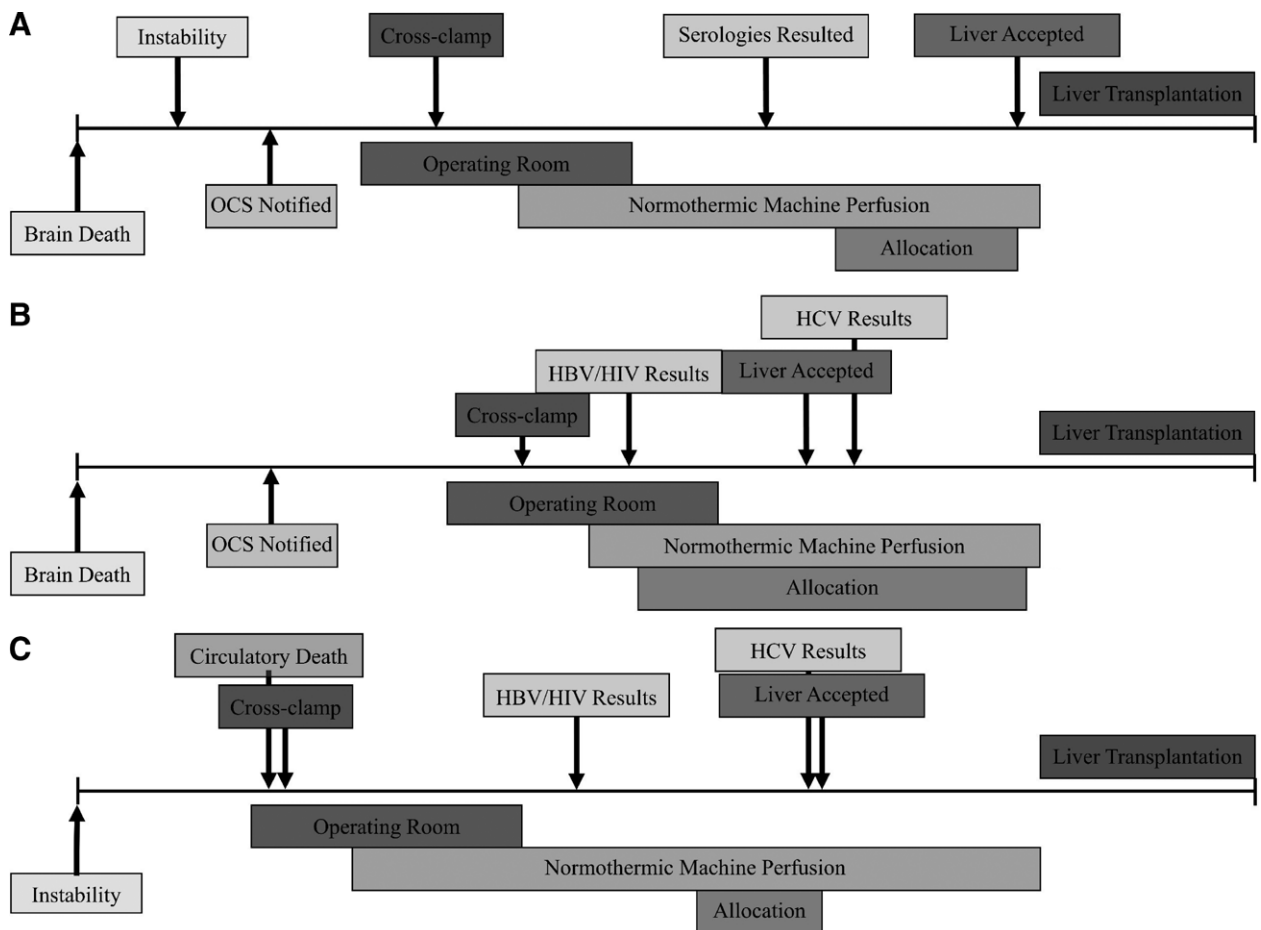 A
Instability
Cross-clamp
Serologies Resulted
Liver Accepted
Liver Transplantation
Operating Room
OCS Notified
Normothermic Machine Perfusion
Brain Death
Allocation
B
HCV Results
HBV/HIV Results
Liver Accepted
Cross-clamp
Liver Transplantation
Operating Room
OCS Notified
Normothermic Machine Perfusion
Brain Death
Allocation
C
Circulatory Death
HCV Results
HBV/HIV Results
Liver Accepted
Cross-clamp
Liver Transplantation
Operating Room
Normothermic Machine Perfusion
Instability
Allocation